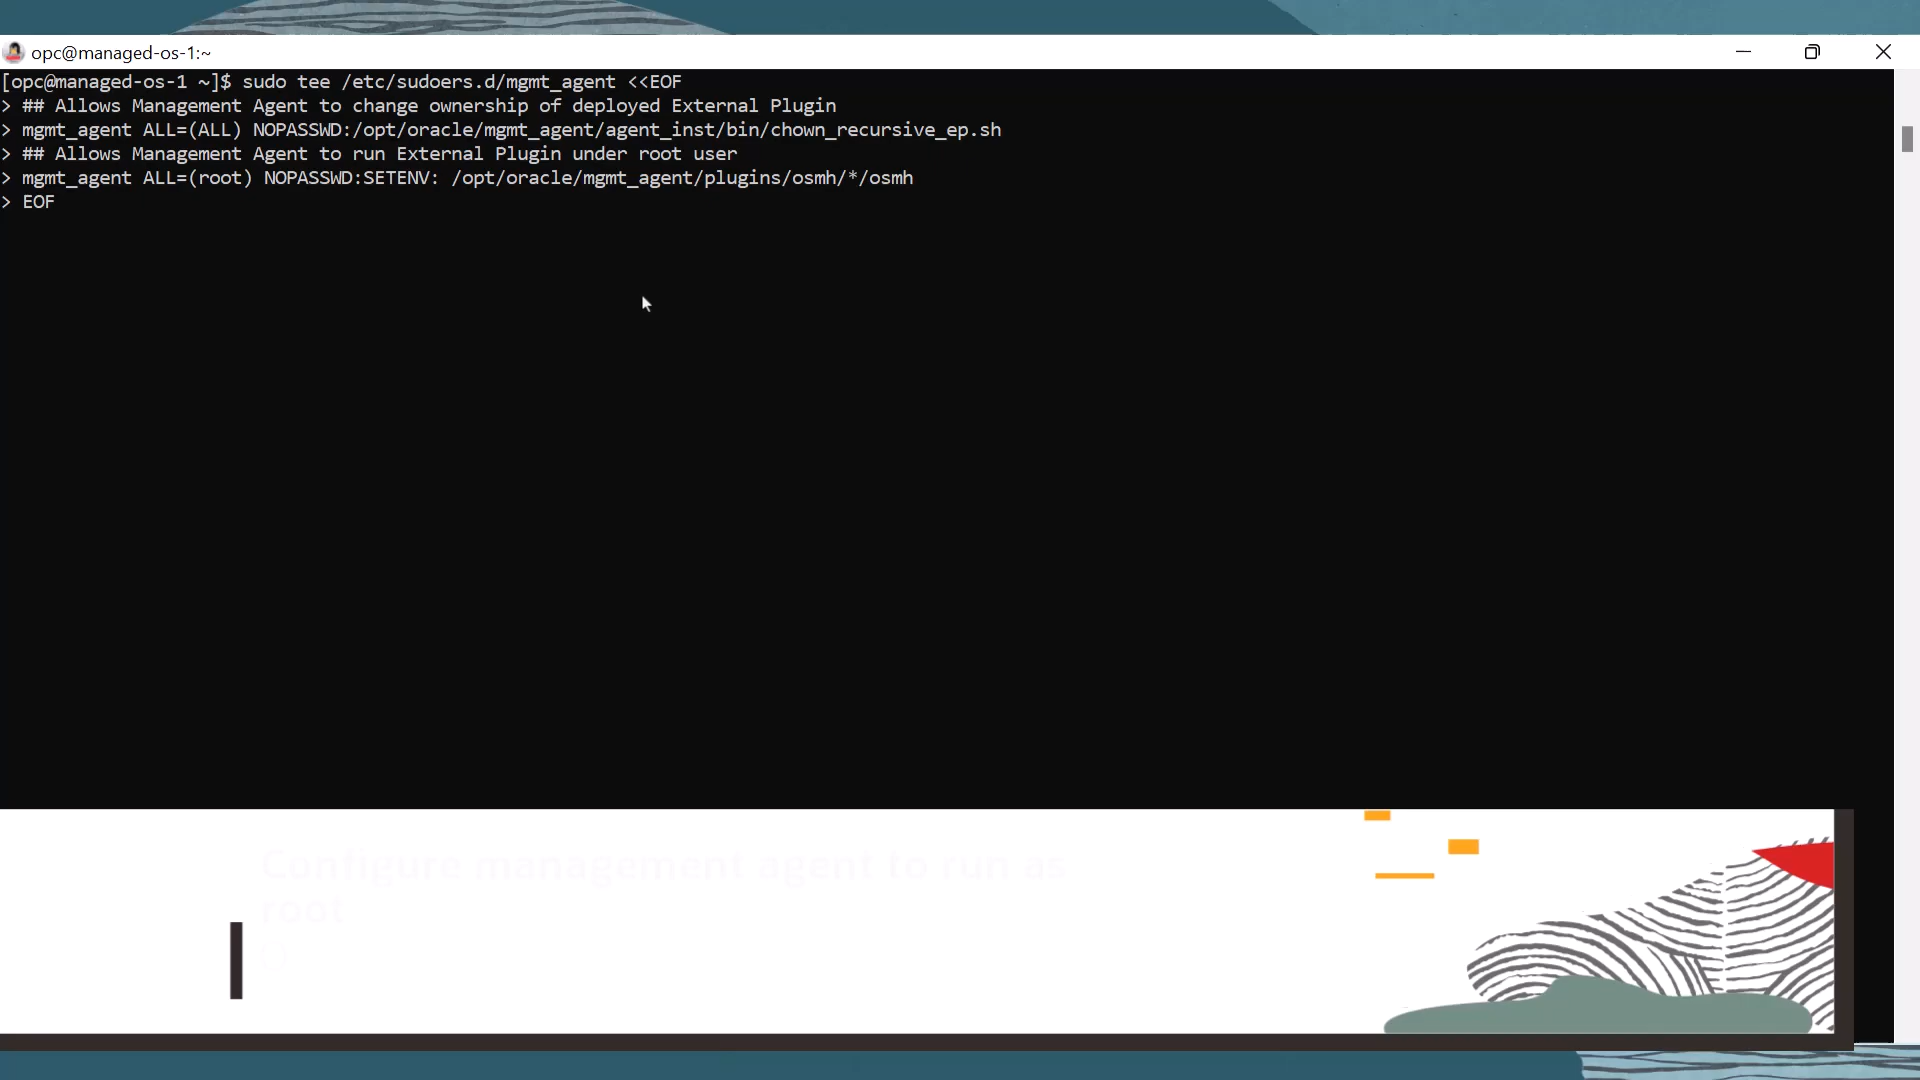 opc@managed-os-1:~
[opc@managed-os-1 ~]$ sudo tee /etc/sudoers.d/mgmt_agent <<EOF
> ## Allows Management Agent to change ownership of deployed External Plugin
> mgmt_agent ALL=(ALL) NOPASSWD:/opt/oracle/mgmt_agent/agent_inst/bin/chown_recursive_ep.sh
> ## Allows Management Agent to run External Plugin under root user
> mgmt_agent ALL=(root) NOPASSWD:SETENV: /opt/oracle/mgmt_agent/plugins/osmh/*/osmh
> EOF
Configure management agent to run as
root